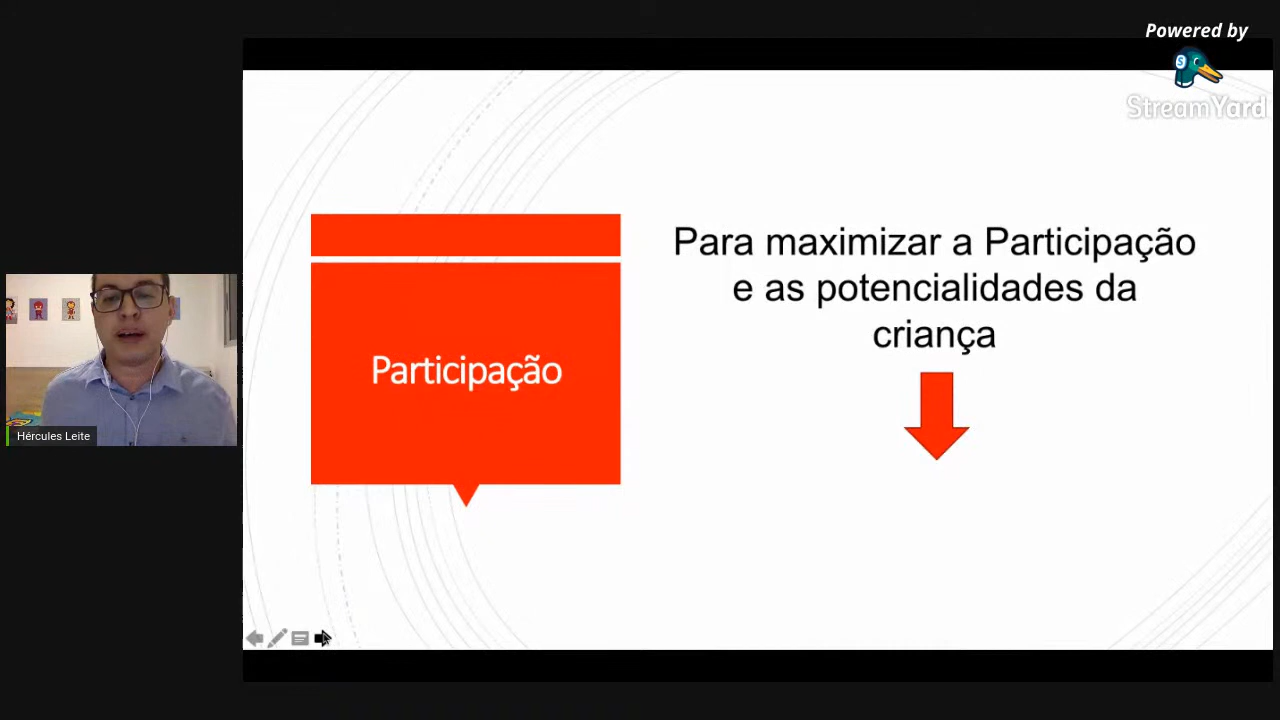 Powered by
StreamYard
Participação
Para maximizar a Participação
e as potencialidades da
criança
Hércules Leite